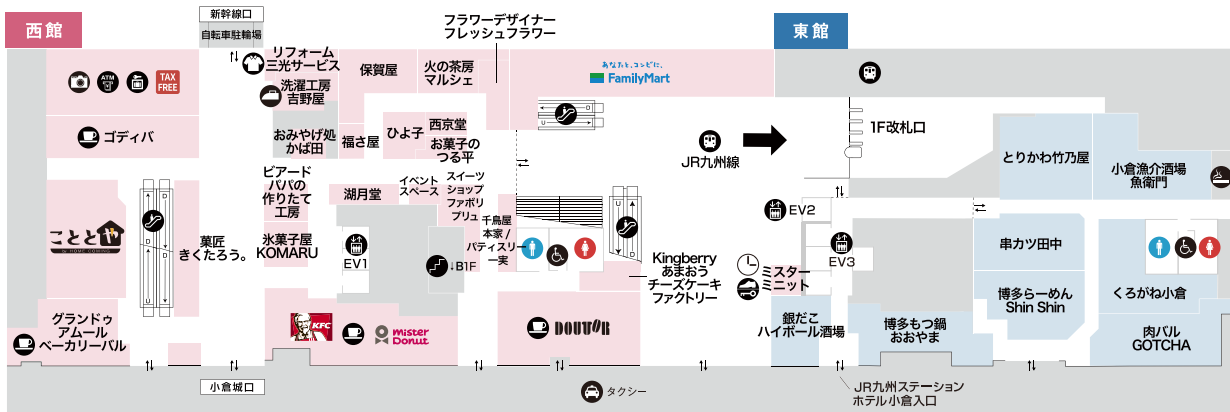 西館
新幹線口
自転車駐輪場
フラワーデザイナー
フレッシュフラワー
東館
リフォーム
三光サービス
保賀屋
火の茶房
マルシェ
あなたと、コンビに、
FamilyMart
ATM
TAX
FREE
洗濯工房
吉野屋
ゴディバ
おみやげ処
かば田
福さ屋
ひよ子
西京堂
お菓子の
つる平
JR九州線
1F改札口
とりかわ竹乃屋
小倉漁介酒場
魚衛門
ビアード
パパの
作りたて
工房
湖月堂
イベント
スペース
スイーツ
ショップ
ファボリ
ブリュ
千鳥屋
本家/
パティスリー
一実
EV2
こととや
菓匠
きくたろう。
氷菓子屋
KOMARU
EV1
↓B1F
EV3
Kingberry
あまおう
チーズケーキ
ファクトリー
ミスター
ミニット
串カツ田中
博多らーめん
Shin Shin
くろがね小倉
グランドゥ
アムール
ベーカリーバル
KFC
mister
Donut
DOUTOR
銀だこ
ハイボール酒場
博多もつ鍋
おおやま
肉バル
GOTCHA
小倉城口
タクシー
JR九州ステーション
ホテル小倉入口
U
D
D
U
U
D
D
U